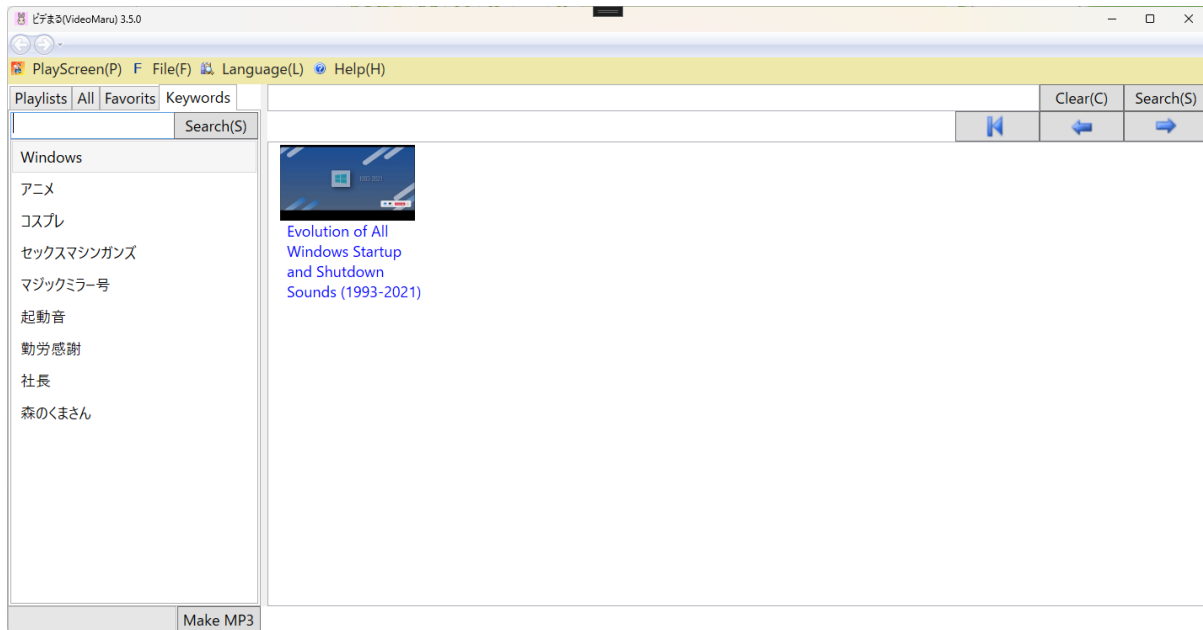 ビデまる(VideoMaru) 3.5.0
PlayScreen(P) F File(F) Language(L) Help(H)
Playlists All Favorits Keywords
Clear(C) Search(S)
Search(S)
Windows
アニメ
コスプレ
セックスマシンガンズ
マジックミラー号
起動音
勤労感謝
社長
森のくまさん
Evolution of All
Windows Startup
and Shutdown
Sounds (1993-2021)
Make MP3